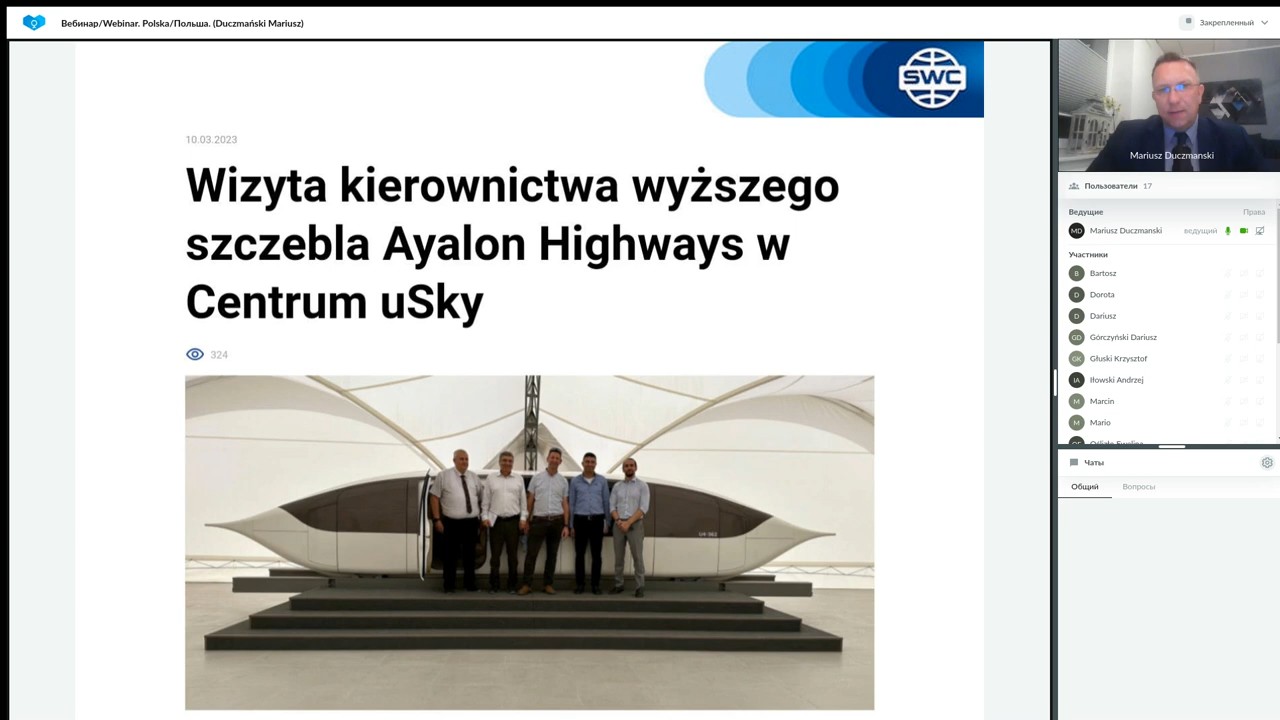 Вебинар/Webinar. Polska/Польша. (Duczmański Mariusz)
Закрепленный
SWC
10.03.2023
Wizyta kierownictwa wyższego
szczebla Ayalon Highways w
Centrum uSky
324
Mariusz Duczmanski
Пользователи 17
Ведущие Права
MD Mariusz Duczmanski ведущий
Участники
B Bartosz
D Dorota
D Dariusz
GD Górczyński Dariusz
GK Głuski Krzysztof
IA Iłowski Andrzej
M Marcin
M Mario
Чаты
Общий Вопросы